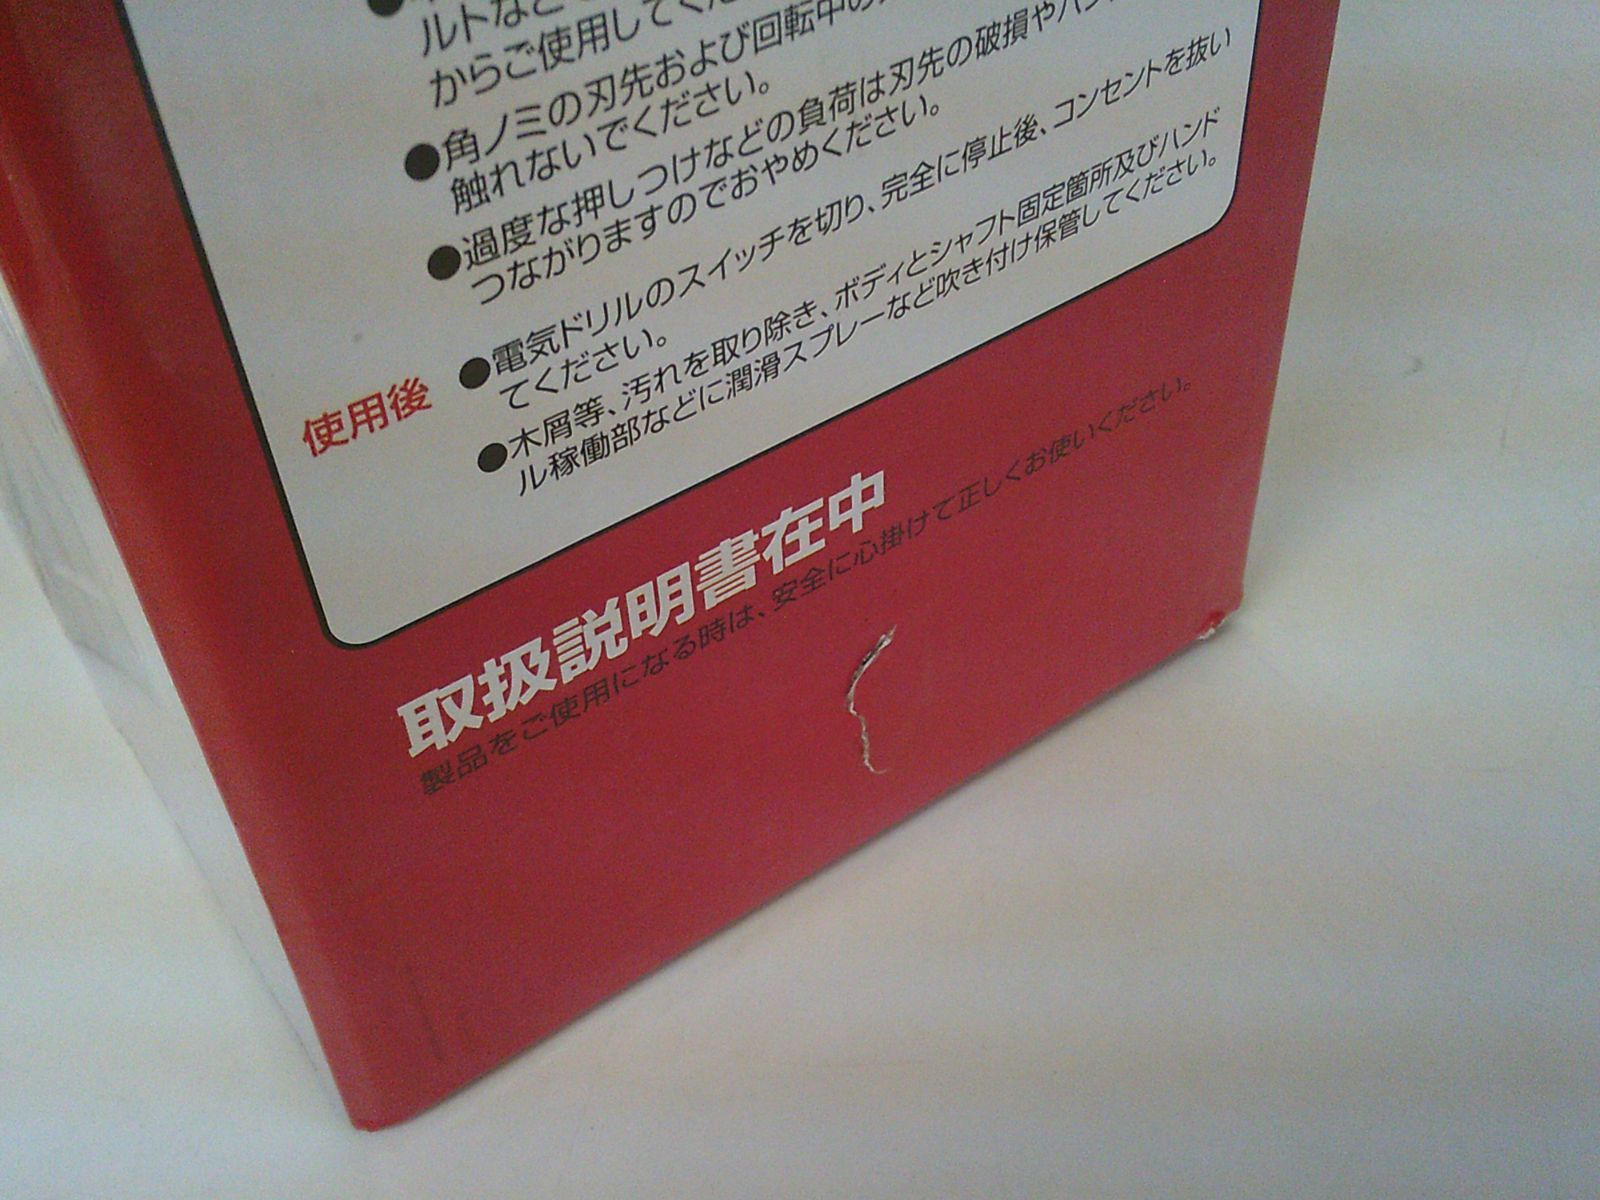 ルトなど
からご使用してくだ
●角ノミの刃先および回転中の
触れないでください。
●過度な押しつけなどの負荷は刃先の破損や
つながりますのでおやめください。
使用後
●電気ドリルのスイッチを切り、完全に停止後、コンセントを抜い
てください。
●木屑等、汚れを取り除き、ボディとシャフト固定箇所及びハンド
ル稼働部などに潤滑スプレーなど吹き付け保管してください。
取扱説明書在中
製品をご使用になる時は、安全に心掛けて正しくお使いください。